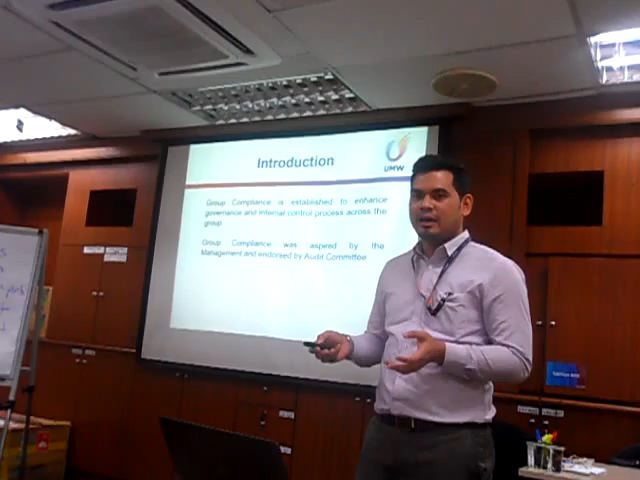 Introduction
UMW
Group Compliance is established to enhance
governance and internal control process across the
group
Group Compliance was aspired by the
Management and endorsed by Audit Committee